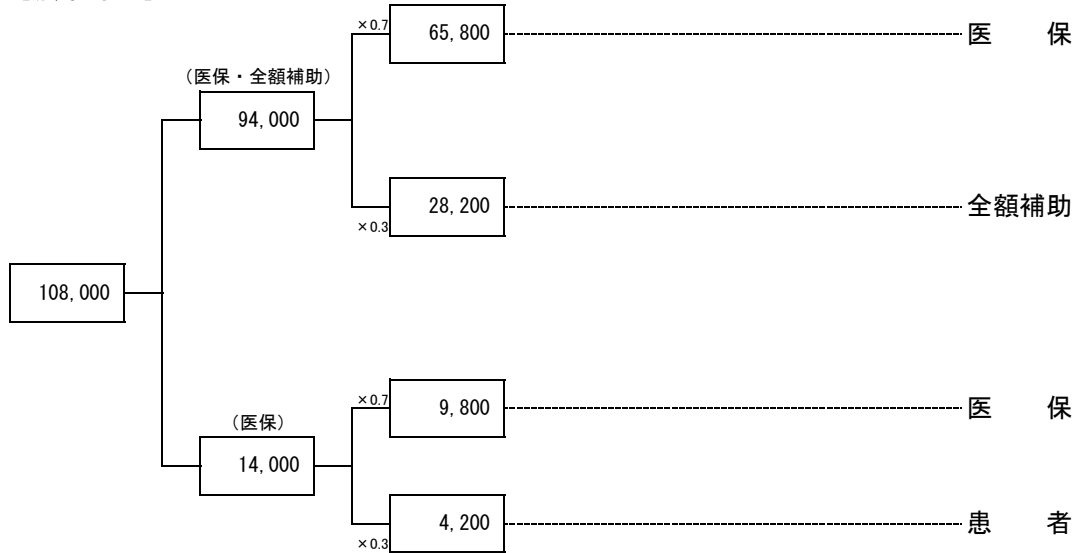 ×0.7
65,800
医 保
(医保・全額補助)
94,000
28,200
全額補助
×0.3
108,000
×0.7
9,800
医 保
(医保)
14,000
4,200
患 者
×0.3